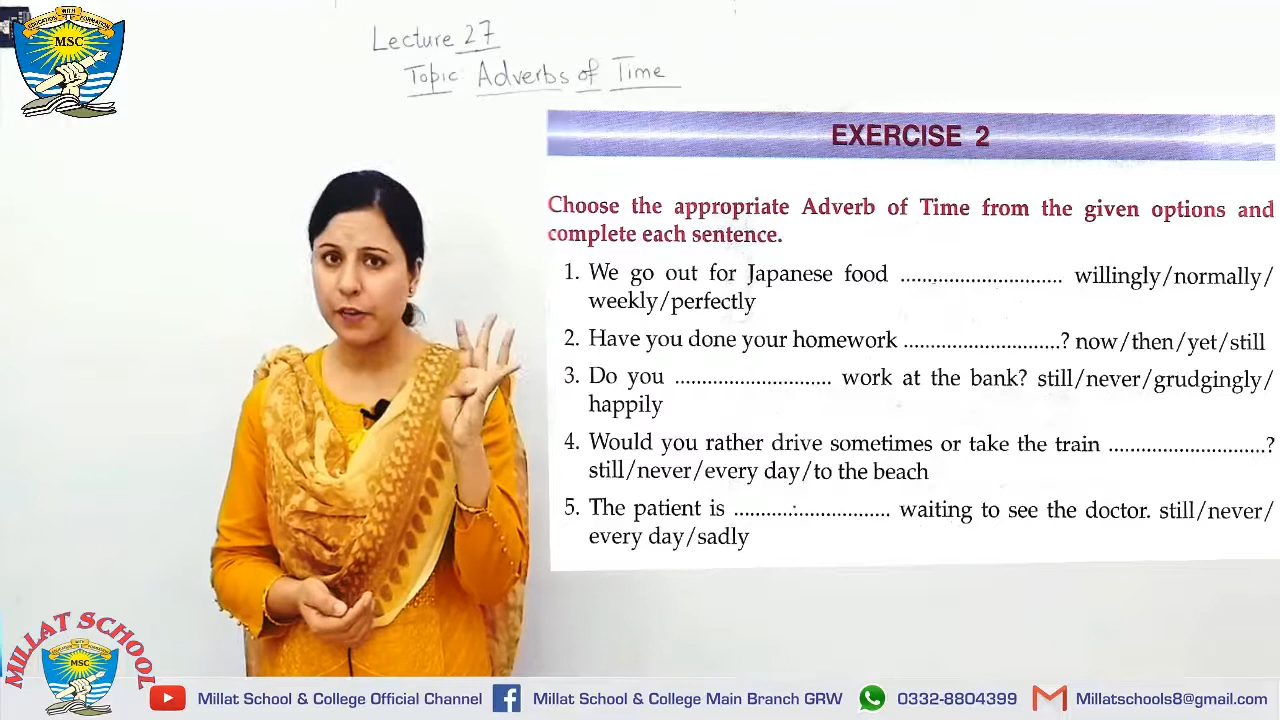 Lecture 27
Topic Adverbs of Time
EDUCATION WITH FORMATION
MSC
EXERCISE 2
Choose the appropriate Adverb of Time from the given options and
complete each sentence.
1. We go out for Japanese food ............................ willingly/normally/
weekly/perfectly
2. Have you done your homework ...........................? now/then/yet/still
3. Do you ........................... work at the bank? still/never/grudgingly/
happily
4. Would you rather drive sometimes or take the train ...........................?
still/never/every day/to the beach
5. The patient is ..........:................ waiting to see the doctor. still/never/
every day/sadly
MILLAT SCHOOL
MSC
Millat School & College Official Channel
Millat School & College Main Branch GRW
0332-8804399
Millatschools8@gmail.com